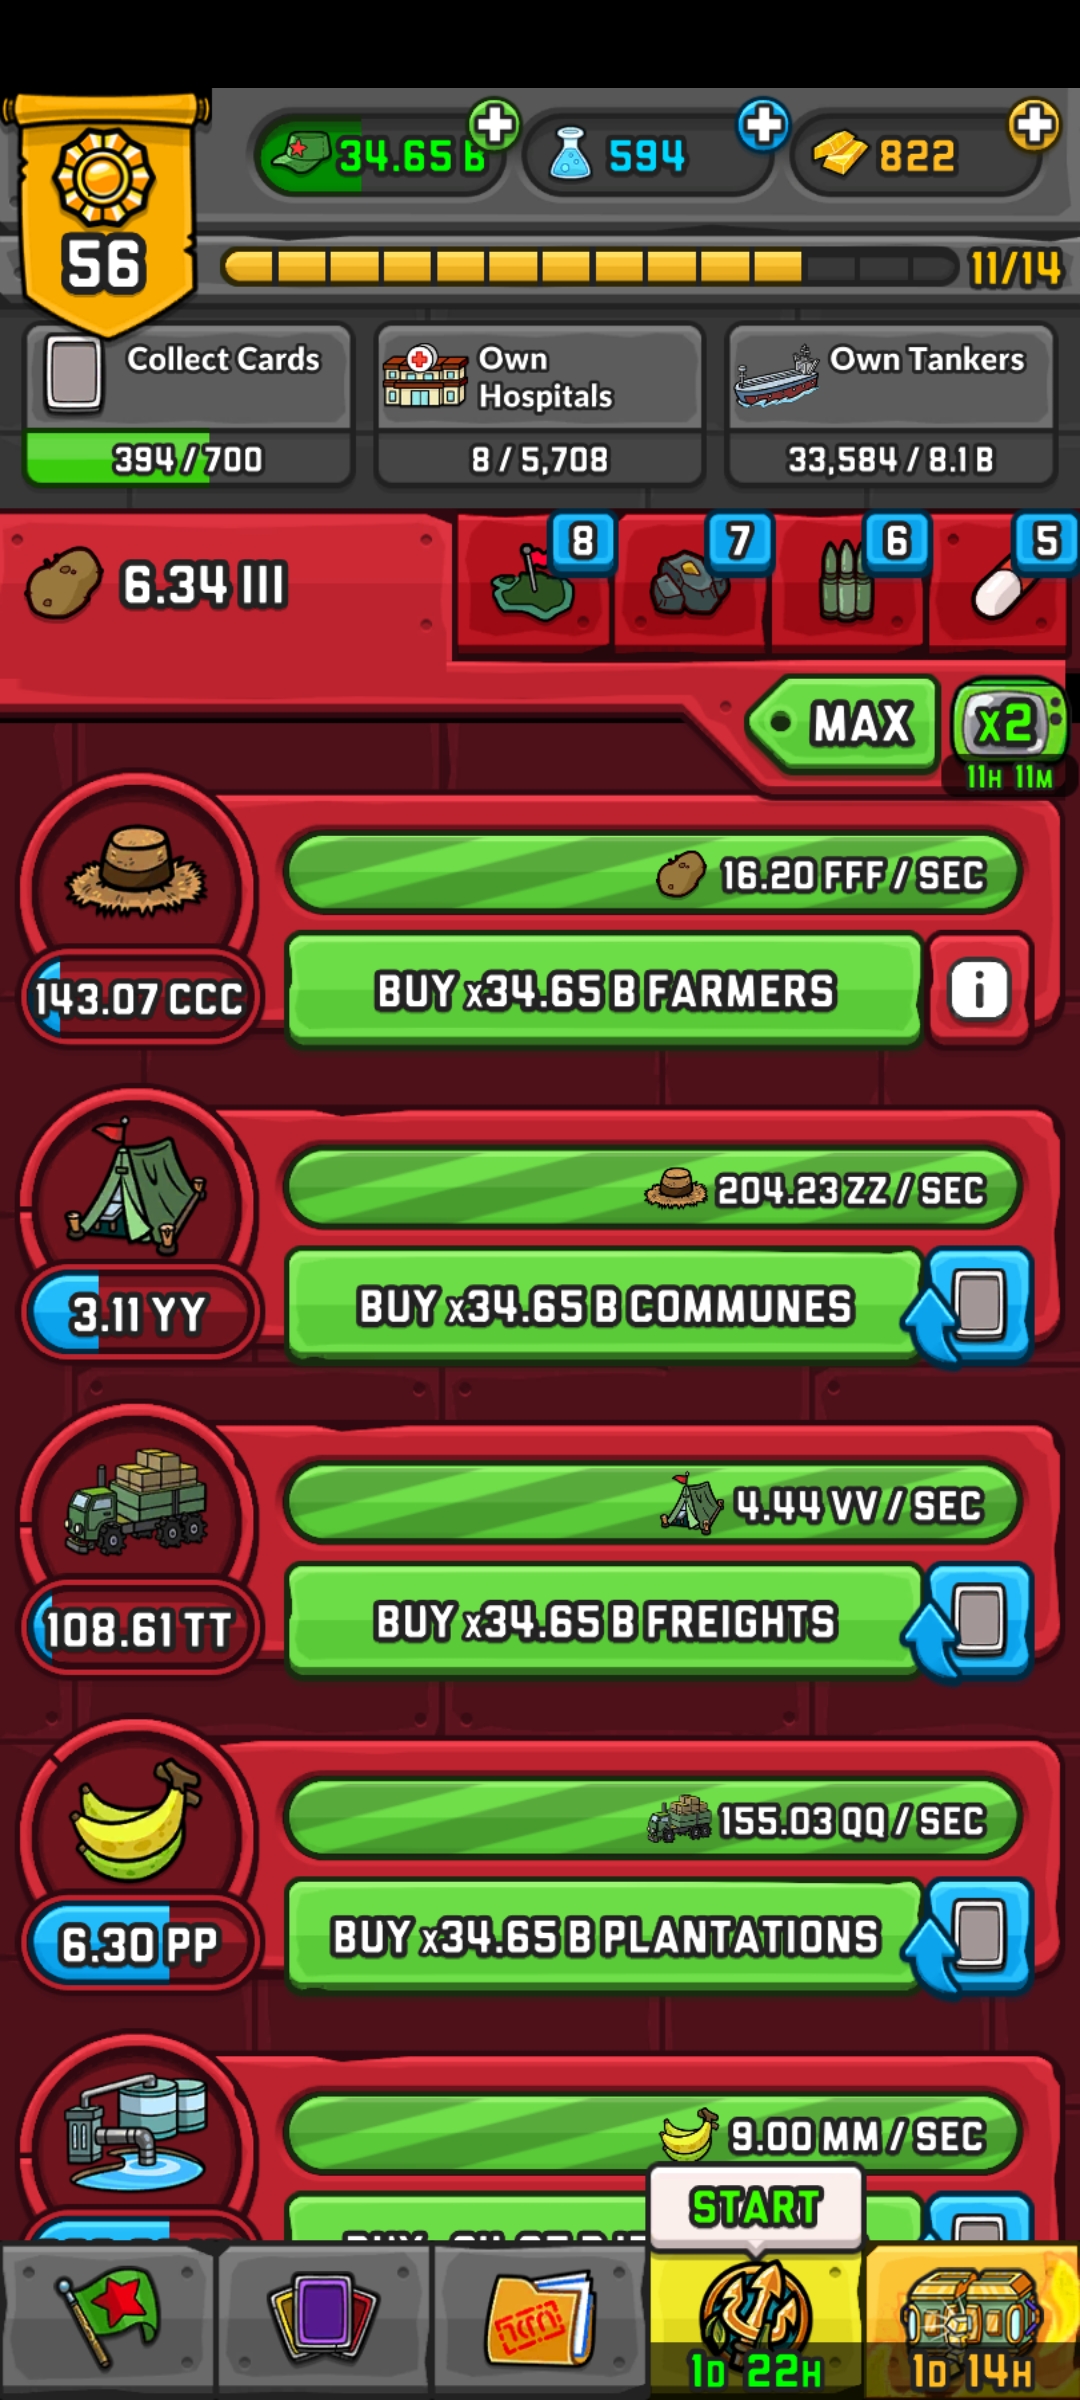 34.65 B
594
822
56
11/14
Collect Cards
394/700
Own
Hospitals
8/5,708
Own Tankers
33,584/8.1 B
6.34 III
8
7
6
5
MAX
x2
11H 11M
16.20 FFF/SEC
143.07 CCC
BUY x34.65 B FARMERS
i
204.23 ZZ/SEC
3.11 YY
BUY x34.65 B COMMUNES
4.44 VV/SEC
108.61 TT
BUY x34.65 B FREIGHTS
155.03 QQ/SEC
6.30 PP
BUY x34.65 B PLANTATIONS
9.00 MM/SEC
START
1D 22H
1D 14H